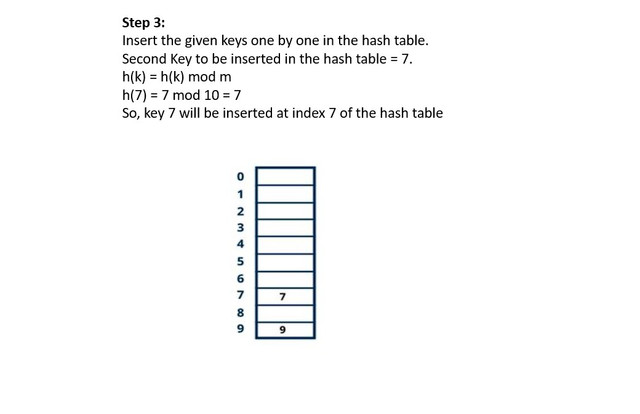 Step 3:
Insert the given keys one by one in the hash table.
Second Key to be inserted in the hash table = 7.
h(k) = h(k) mod m
h(7) = 7 mod 10 = 7
So, key 7 will be inserted at index 7 of the hash table
0
1
2
3
4
5
6
7 7
8
9 9